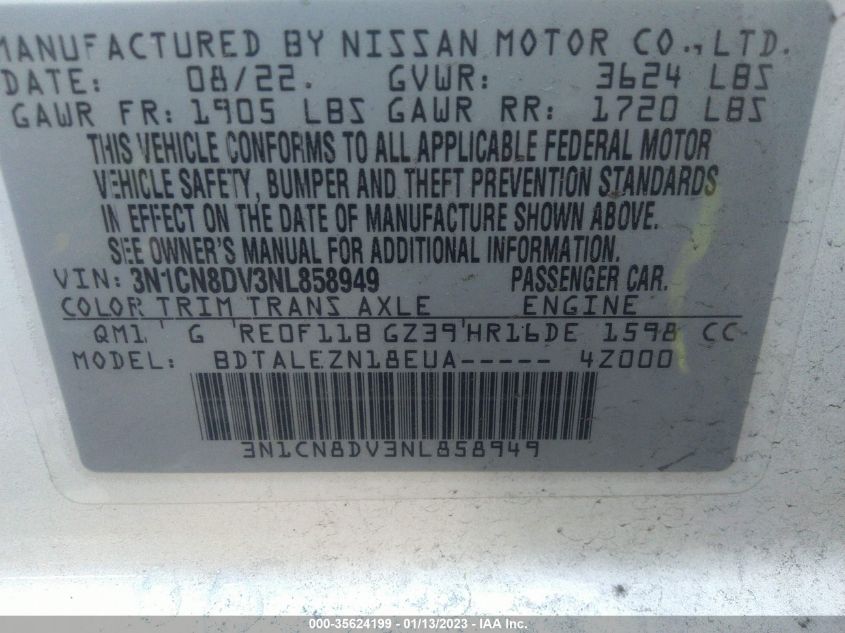 MANUFACTURED BY NISSAN MOTOR CO., LTD.
DATE: 08/22. GVWR: 3624 LBS
GAWR FR: 1905 LBS GAWR RR: 1720 LBS
THIS VEHICLE CONFORMS TO ALL APPLICABLE FEDERAL MOTOR
VEHICLE SAFETY, BUMPER AND THEFT PREVENTION STANDARDS
IN EFFECT ON THE DATE OF MANUFACTURE SHOWN ABOVE.
SEE OWNER'S MANUAL FOR ADDITIONAL INFORMATION.
VIN: 3N1CN8DV3NL858949 PASSENGER CAR.
COLOR TRIM TRANS AXLE ENGINE
QM1 ' G 'RE0F11B GZ39'HR16DE 1598 CC
MODEL: BDTALEZN18EUA----- 4Z000
3N1CN8DV3NL858949
000-35624199 - 01/13/2023 - IAA Inc.